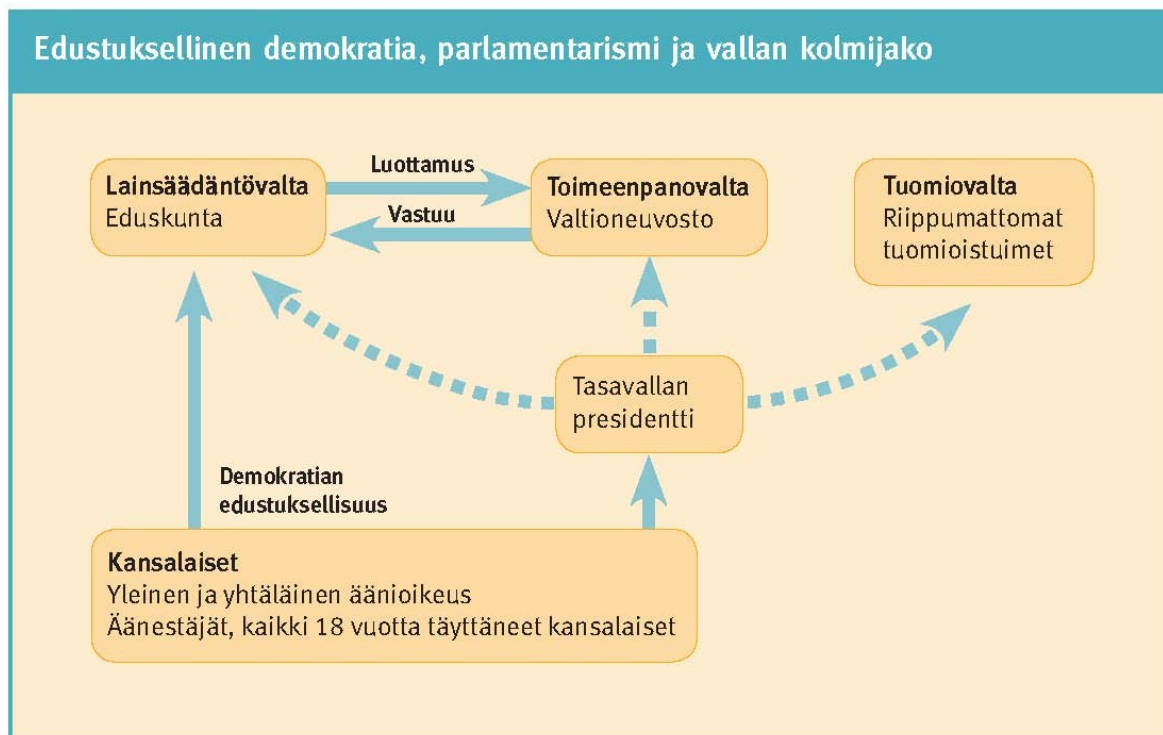 Edustuksellinen demokratia, parlamentarismi ja vallan kolmijako
Lainsäädäntövalta
Eduskunta
Luottamus
Vastuu
Toimeenpanovalta
Valtioneuvosto
Tuomiovalta
Riippumattomat
tuomioistuimet
Tasavallan
presidentti
Demokratian
edustuksellisuus
Kansalaiset
Yleinen ja yhtäläinen äänioikeus
Äänestäjät, kaikki 18 vuotta täyttäneet kansalaiset